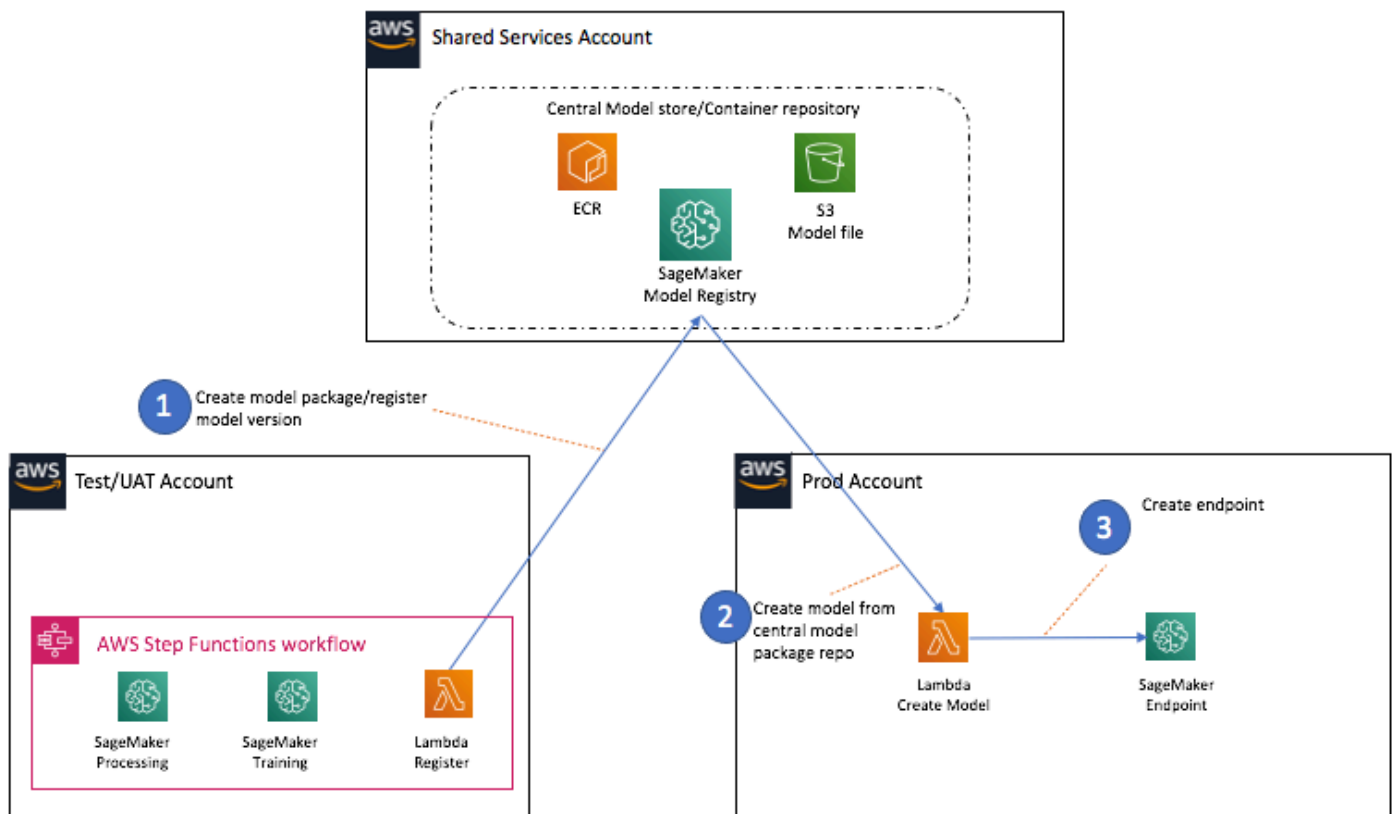 aws
Shared Services Account
Central Model store/Container repository
ECR
S3
Model file
SageMaker
Model Registry
1
Create model package/register
model version
aws
Test/UAT Account
AWS Step Functions workflow
SageMaker
Processing
SageMaker
Training
Lambda
Register
aws
Prod Account
3
Create endpoint
2
Create model from
central model
package repo
Lambda
Create Model
SageMaker
Endpoint